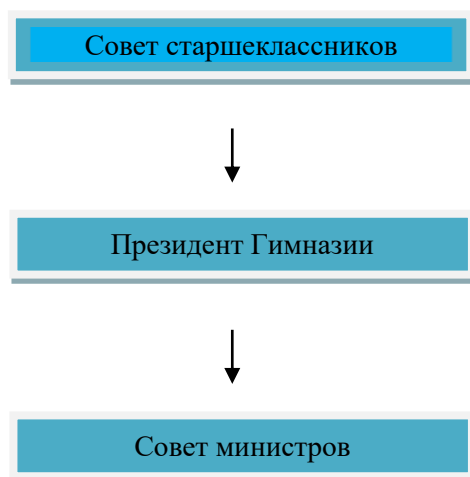 Совет старшеклассников
Президент Гимназии
Совет министров